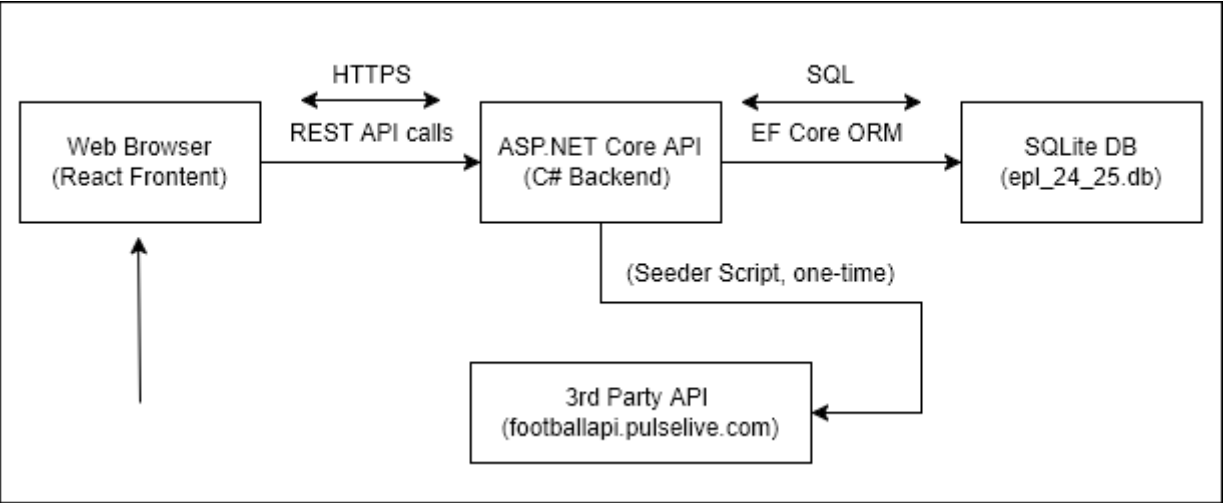 HTTPS
REST API calls
SQL
EF Core ORM
Web Browser
(React Frontent)
ASP.NET Core API
(C# Backend)
SQLite DB
(epl_24_25.db)
(Seeder Script, one-time)
3rd Party API
(footballapi.pulselive.com)